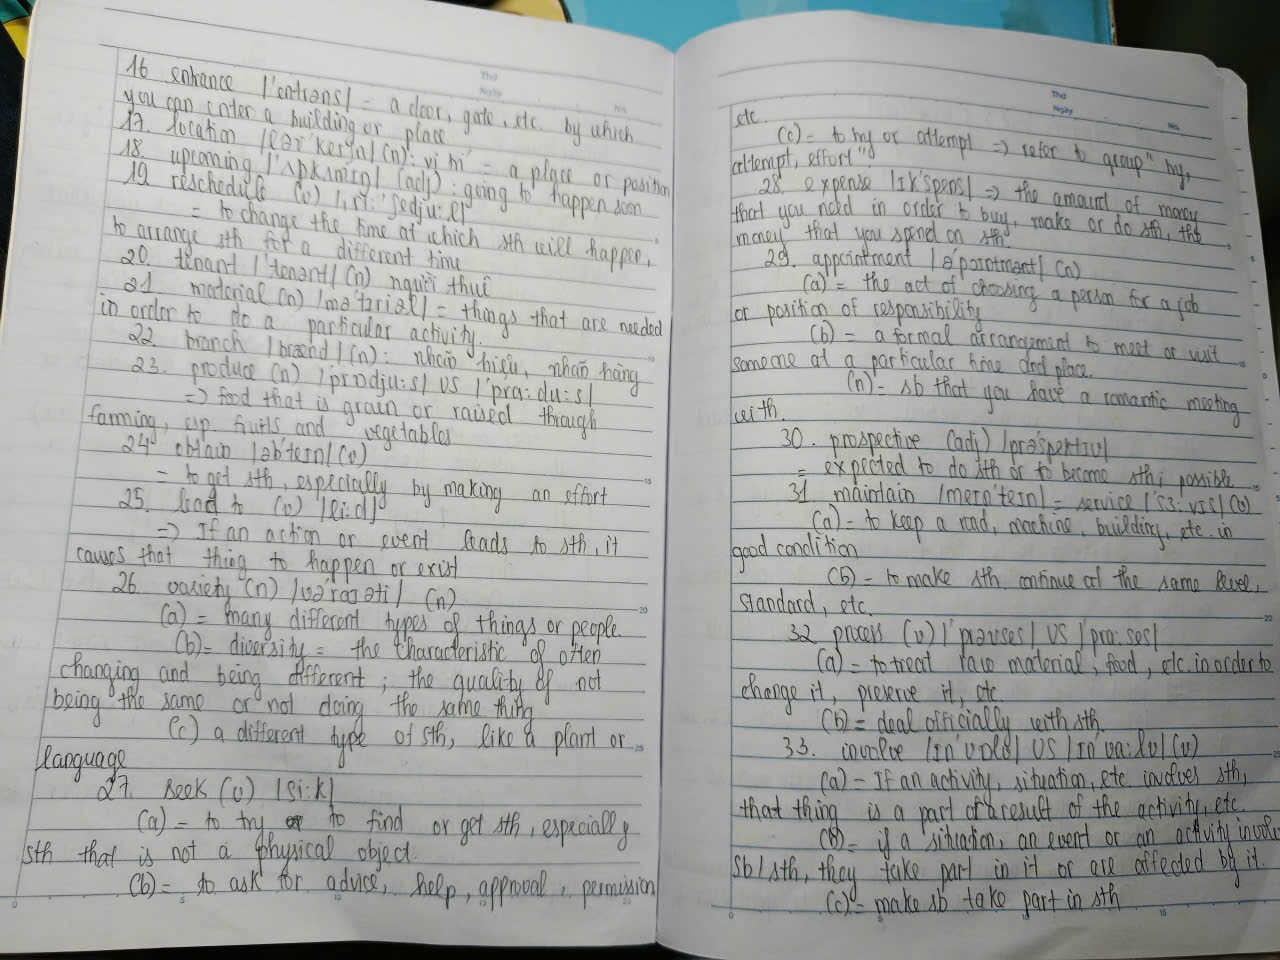 Thứ
Ngày
No.
16 entrance /'entrəns/ = a door, gate, etc. by which
you can enter a building or place
17. location /ləʊ'keɪʃn/ (n): vị trí = a place or position
18. upcoming /'ʌpkʌmɪŋ/ (adj): going to happen soon
19 reschedule (v) /ˌriː'ʃedjuːl/
= to change the time at which sth will happen,
to arrange sth for a different time
20. tenant /'tenənt/ (n) người thuê
21. material (n) /mə'tɪriəl/ = things that are needed
in order to do a particular activity.
22. branch /brænd/ (n): nhãn hiệu, nhãn hàng
23. produce (n) /prɒdjuːs/ US /'prɑːduːs/
=> food that is grown or raised through
farming, esp fruits and vegetables
24 obtain /əb'teɪn/ (v)
= to get sth, especially by making an effort
25. lead to (v) /liːd/
=> If an action or event leads to sth, it
causes that thing to happen or exist
26. variety (n) /və'raɪəti/ (n)
(a) = many different types of things or people.
(b) = diversity = the characteristic of often
changing and being different; the quality of not
being the same or not doing the same thing
(c) a different type of sth, like a plant or
language
27. seek (v) /siːk/
(a) = to try to find or get sth, especially
sth that is not a physical object.
(b) = to ask for advice, help, approval, permission
Thứ
Ngày
No.
etc.
(c) = to try or attempt => refer to group "try,
attempt, effort"
28. expense /ɪk'spens/ => the amount of money
that you need in order to buy, make or do sth, the
money that you spend on sth.
29. appointment /ə'pɔɪntmənt/ (n)
(a) = the act of choosing a person for a job
or position of responsibility
(b) = a formal arrangement to meet or visit
someone at a particular time and place.
(n) = sb that you have a romantic meeting
with.
30. prospective (adj) /prə'spektɪv/
= expected to do sth or to become sth; possible
31. maintain /meɪn'teɪn/ = service /'sɜːvɪs/ (v)
(a) = to keep a road, machine, building, etc. in
good condition
(b) = to make sth continue at the same level,
standard, etc.
32 process (v) /'prəʊses/ US /'prɑːses/
(a) = to treat raw material, food, etc. in order to
change it, preserve it, etc
(b) = deal officially with sth.
33. involve /ɪn'vɒlv/ US /ɪn'vɑːlv/ (v)
(a) = If an activity, situation, etc involves sth,
that thing is a part of a result of the activity, etc.
(b) = if a situation, an event or an activity involve
sb/sth, they take part in it or are affected by it.
(c) = make sb take part in sth